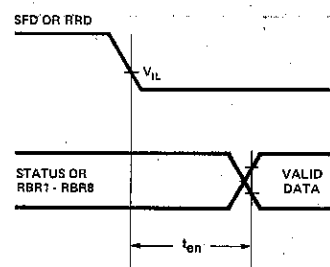 SFD OR RRD
VIL
STATUS OR
RBR1 - RBR8
VALID
DATA
ten